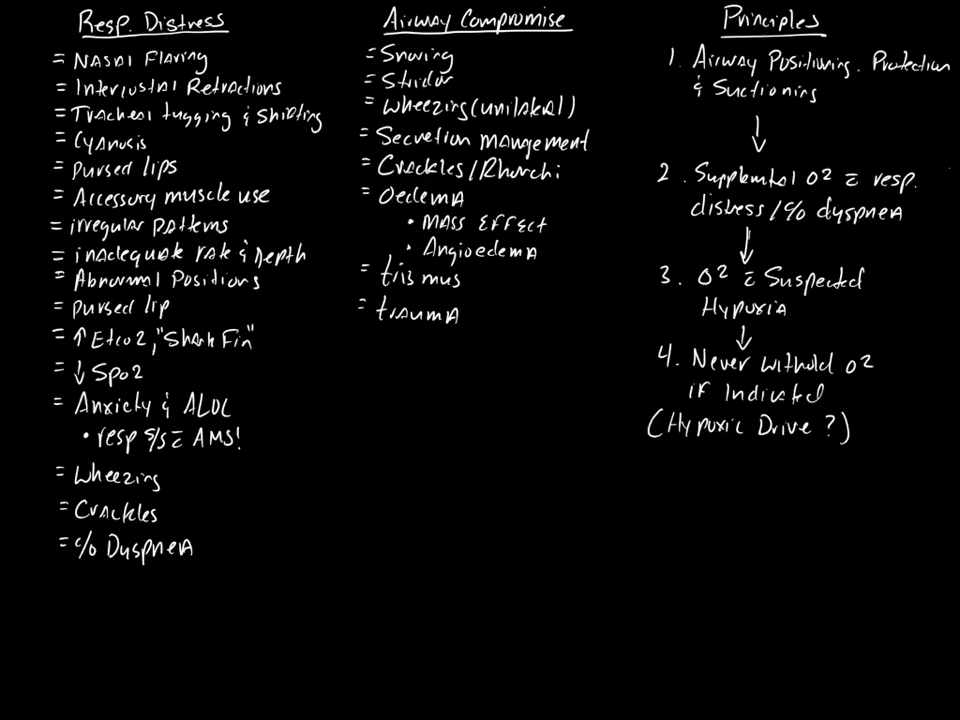 Resp. Distress
= Nasal Flaring
= Intercostal Retractions
= Tracheal tugging & Shifting
= Cyanosis
= pursed lips
= Accessory muscle use
= irregular patterns
= inadequate rate & Depth
= Abnormal Positions
= pursed lip
= ↑ Etco2, "Shark Fin"
= ↓ Spo2
= Anxiety & ALOC
• resp s/s c̄ AMS!
= Wheezing
= Crackles
= c/o Dyspnea
Airway Compromise
= Snoring
= Stridor
= Wheezing (unilateral)
= Secretion mangement
= Crackles/Rhonchi
= Oedema
• Mass Effect
• Angioedema
= trismus
= trauma
Principles
1. Airway Positioning, Protection
& Suctioning
↓
2. Supplemental O2 c̄ resp.
distress/c/o dyspnea
↓
3. O2 c̄ Suspected
Hypoxia
↓
4. Never withold O2
if Indicated
(Hypoxic Drive ?)